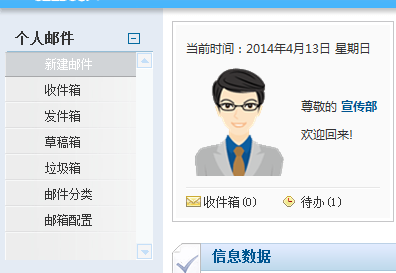 个人邮件
新建邮件
收件箱
发件箱
草稿箱
垃圾箱
邮件分类
邮箱配置
当前时间：2014年4月13日 星期日
尊敬的 宣传部
欢迎回来!
收件箱(0) 待办(1)
信息数据